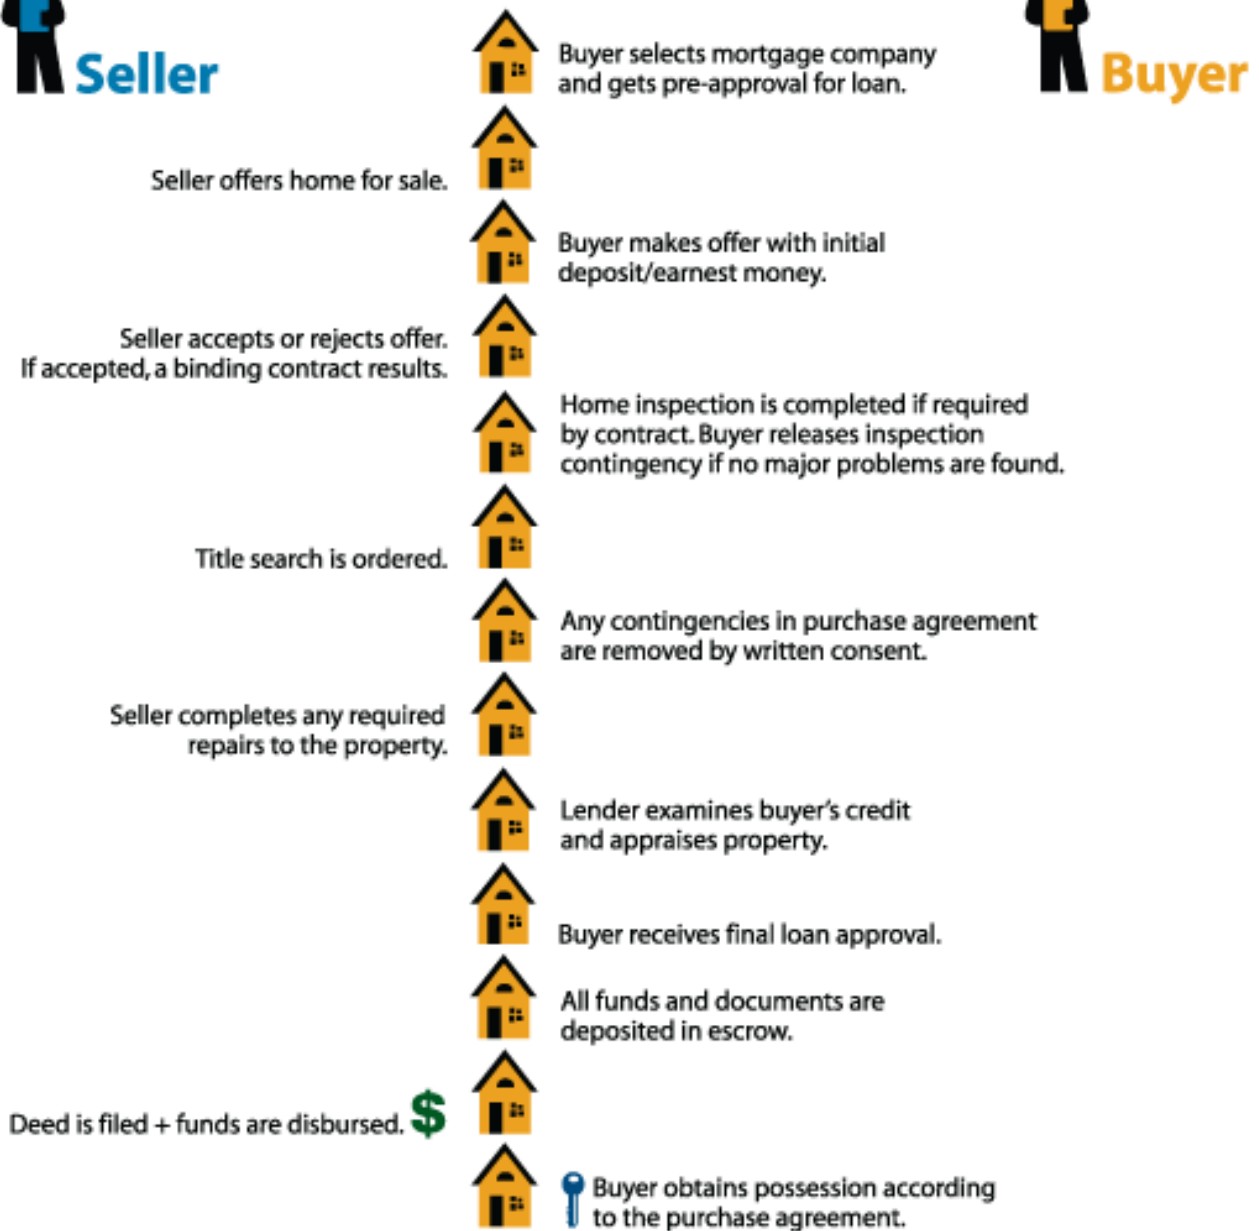 Seller
Buyer
Buyer selects mortgage company
and gets pre-approval for loan.
Seller offers home for sale.
Buyer makes offer with initial
deposit/earnest money.
Seller accepts or rejects offer.
If accepted, a binding contract results.
Home inspection is completed if required
by contract. Buyer releases inspection
contingency if no major problems are found.
Title search is ordered.
Any contingencies in purchase agreement
are removed by written consent.
Seller completes any required
repairs to the property.
Lender examines buyer's credit
and appraises property.
Buyer receives final loan approval.
All funds and documents are
deposited in escrow.
Deed is filed + funds are disbursed. $
Buyer obtains possession according
to the purchase agreement.